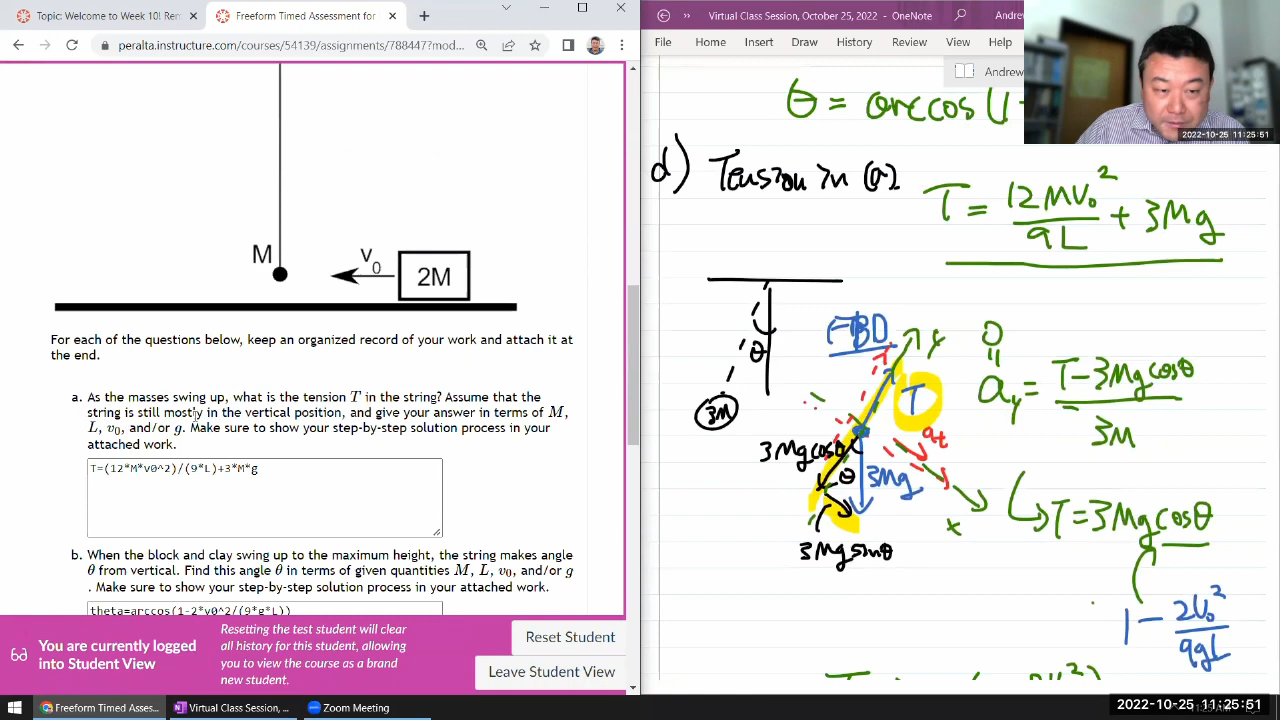 Topic: Welcome to Week 10! Ren
Freeform Timed Assessment for
peralta.instructure.com/courses/54139/assignments/788447?mod...
M
v0
2M
For each of the questions below, keep an organized record of your work and attach it at
the end.
a. As the masses swing up, what is the tension T in the string? Assume that the
string is still mostly in the vertical position, and give your answer in terms of M,
L, v0, and/or g. Make sure to show your step-by-step solution process in your
attached work.
T=(12*M*v0^2)/(9*L)+3*M*g
b. When the block and clay swing up to the maximum height, the string makes angle
θ from vertical. Find this angle θ in terms of given quantities M, L, v0, and/or g
. Make sure to show your step-by-step solution process in your attached work.
theta=arccos(1-2*v0^2/(9*g*L))
You are currently logged
into Student View
Resetting the test student will clear
all history for this student, allowing
you to view the course as a brand
new student.
Reset Student
Leave Student View
Virtual Class Session, October 25, 2022 - OneNote
Andrew
File Home Insert Draw History Review View Help
Andrew
2022-10-25 11:25:51
θ = arccos (1
d) Tension in (a)
T = 12MV0^2 / 9L + 3Mg
θ
3M
FBD
y
T
at
3Mgcosθ
θ
3Mg
x
3Mgsinθ
0
=
ay = T-3Mgcosθ / 3M
T=3Mgcosθ
1 - 2V0^2 / 9gL
Freeform Timed Asses...
Virtual Class Session, ...
Zoom Meeting
2022-10-25 11:25:51